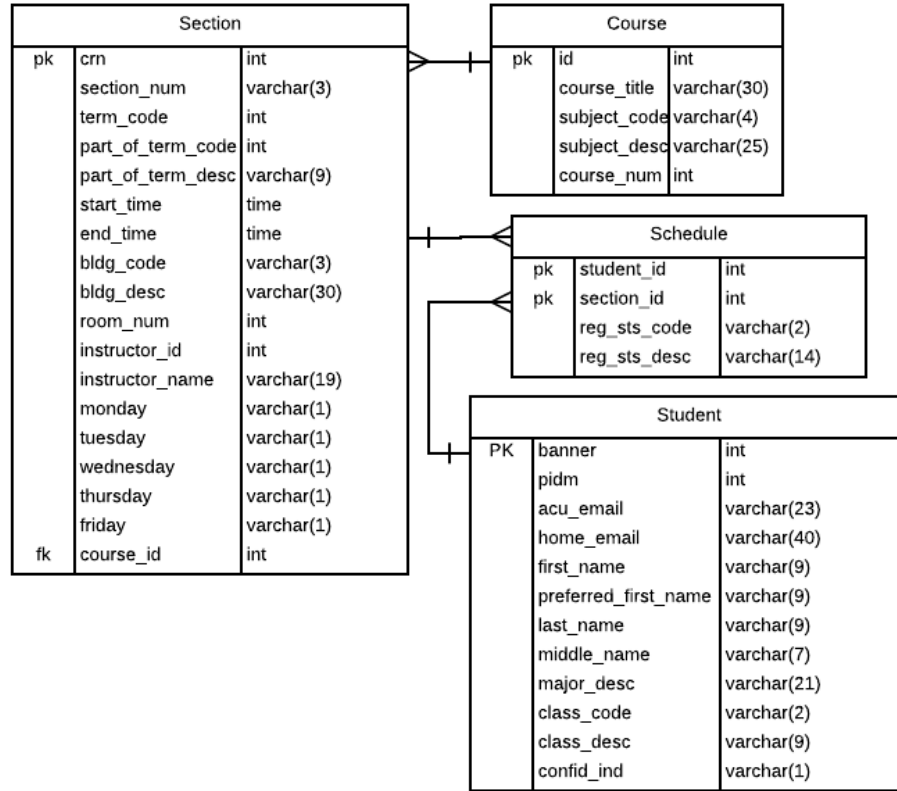 Section
pk crn int
section_num varchar(3)
term_code int
part_of_term_code int
part_of_term_desc varchar(9)
start_time time
end_time time
bldg_code varchar(3)
bldg_desc varchar(30)
room_num int
instructor_id int
instructor_name varchar(19)
monday varchar(1)
tuesday varchar(1)
wednesday varchar(1)
thursday varchar(1)
friday varchar(1)
fk course_id int
Course
pk id int
course_title varchar(30)
subject_code varchar(4)
subject_desc varchar(25)
course_num int
Schedule
pk student_id int
pk section_id int
reg_sts_code varchar(2)
reg_sts_desc varchar(14)
Student
PK banner int
pidm int
acu_email varchar(23)
home_email varchar(40)
first_name varchar(9)
preferred_first_name varchar(9)
last_name varchar(9)
middle_name varchar(7)
major_desc varchar(21)
class_code varchar(2)
class_desc varchar(9)
confid_ind varchar(1)